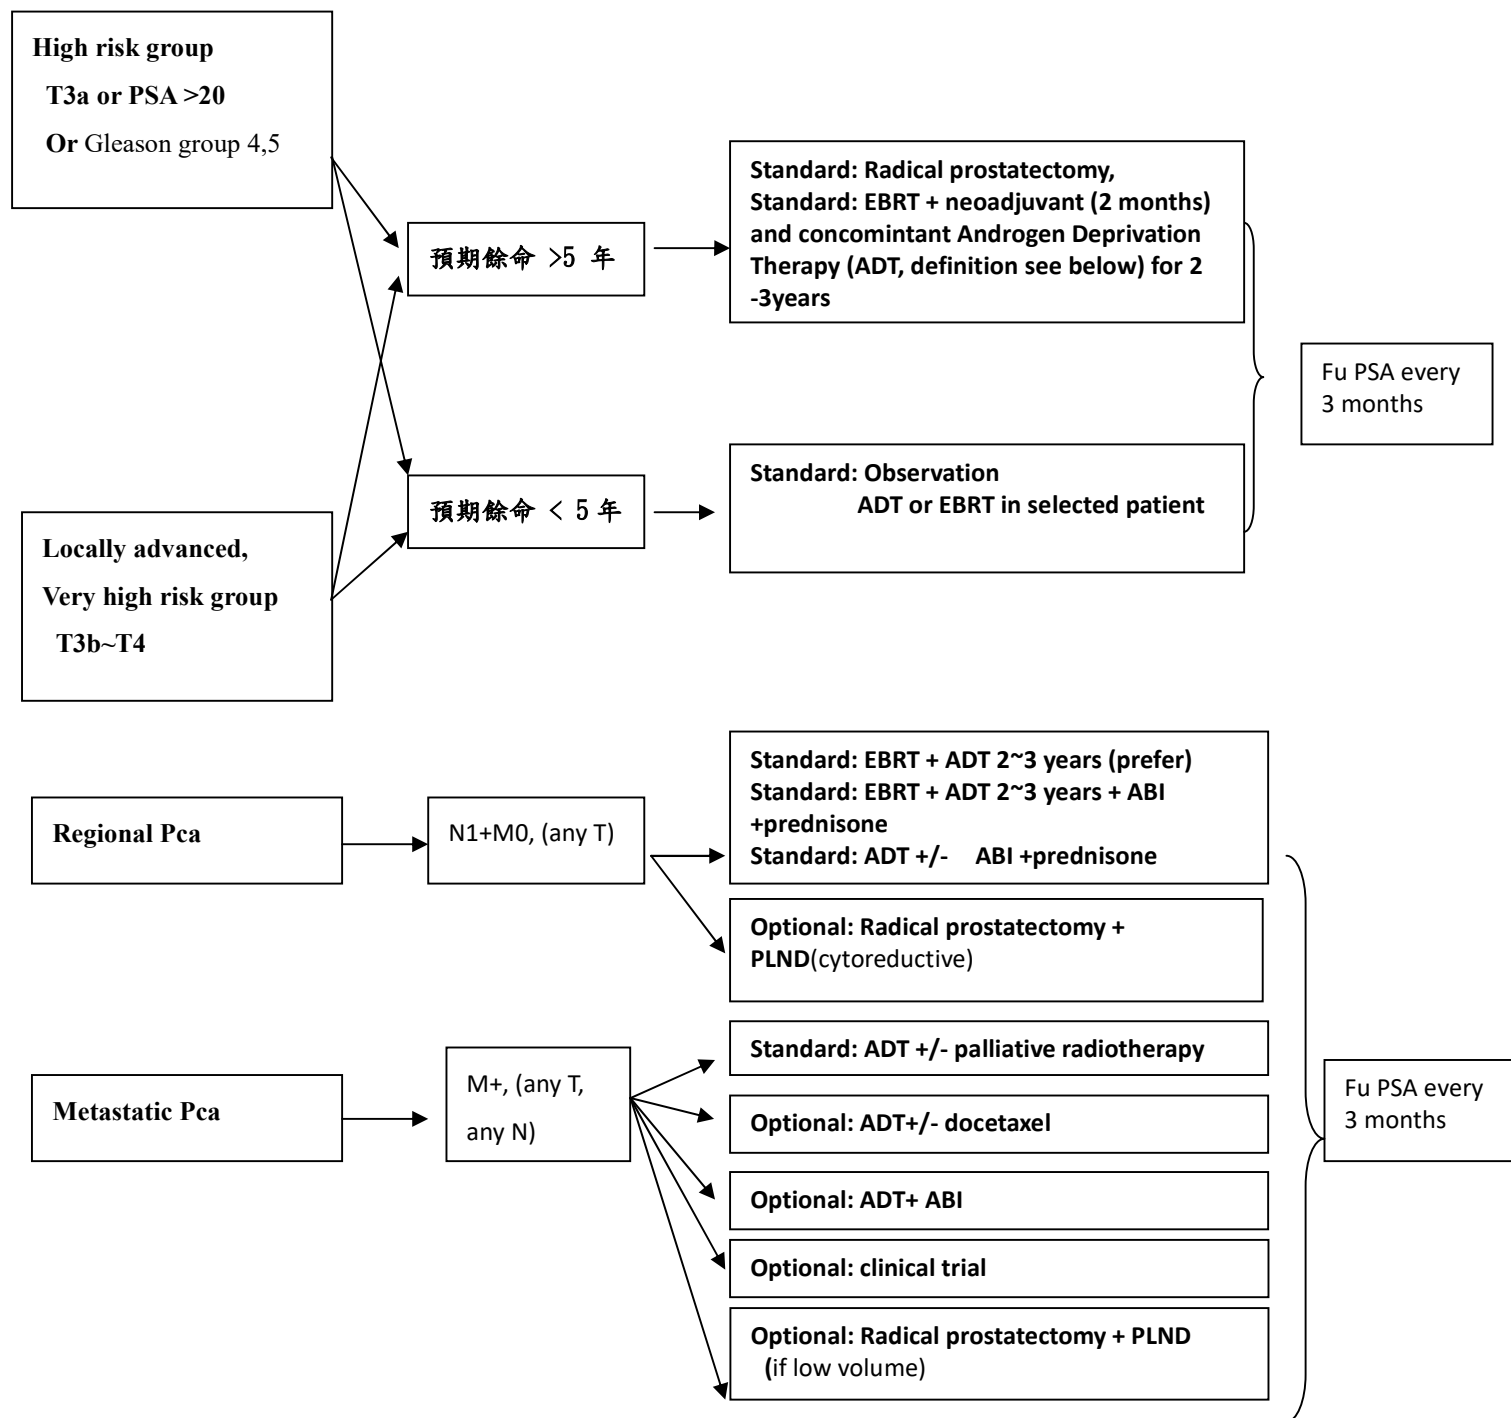 High risk group
T3a or PSA >20
Or Gleason group 4,5
預期餘命 >5 年
Standard: Radical prostatectomy,
Standard: EBRT + neoadjuvant (2 months)
and concomintant Androgen Deprivation
Therapy (ADT, definition see below) for 2
-3years
Fu PSA every
3 months
預期餘命 < 5 年
Standard: Observation
ADT or EBRT in selected patient
Locally advanced,
Very high risk group
T3b~T4
Regional Pca
N1+M0, (any T)
Standard: EBRT + ADT 2~3 years (prefer)
Standard: EBRT + ADT 2~3 years + ABI
+prednisone
Standard: ADT +/- ABI +prednisone
Optional: Radical prostatectomy +
PLND(cytoreductive)
Metastatic Pca
M+, (any T,
any N)
Standard: ADT +/- palliative radiotherapy
Optional: ADT+/- docetaxel
Optional: ADT+ ABI
Optional: clinical trial
Optional: Radical prostatectomy + PLND
(if low volume)
Fu PSA every
3 months